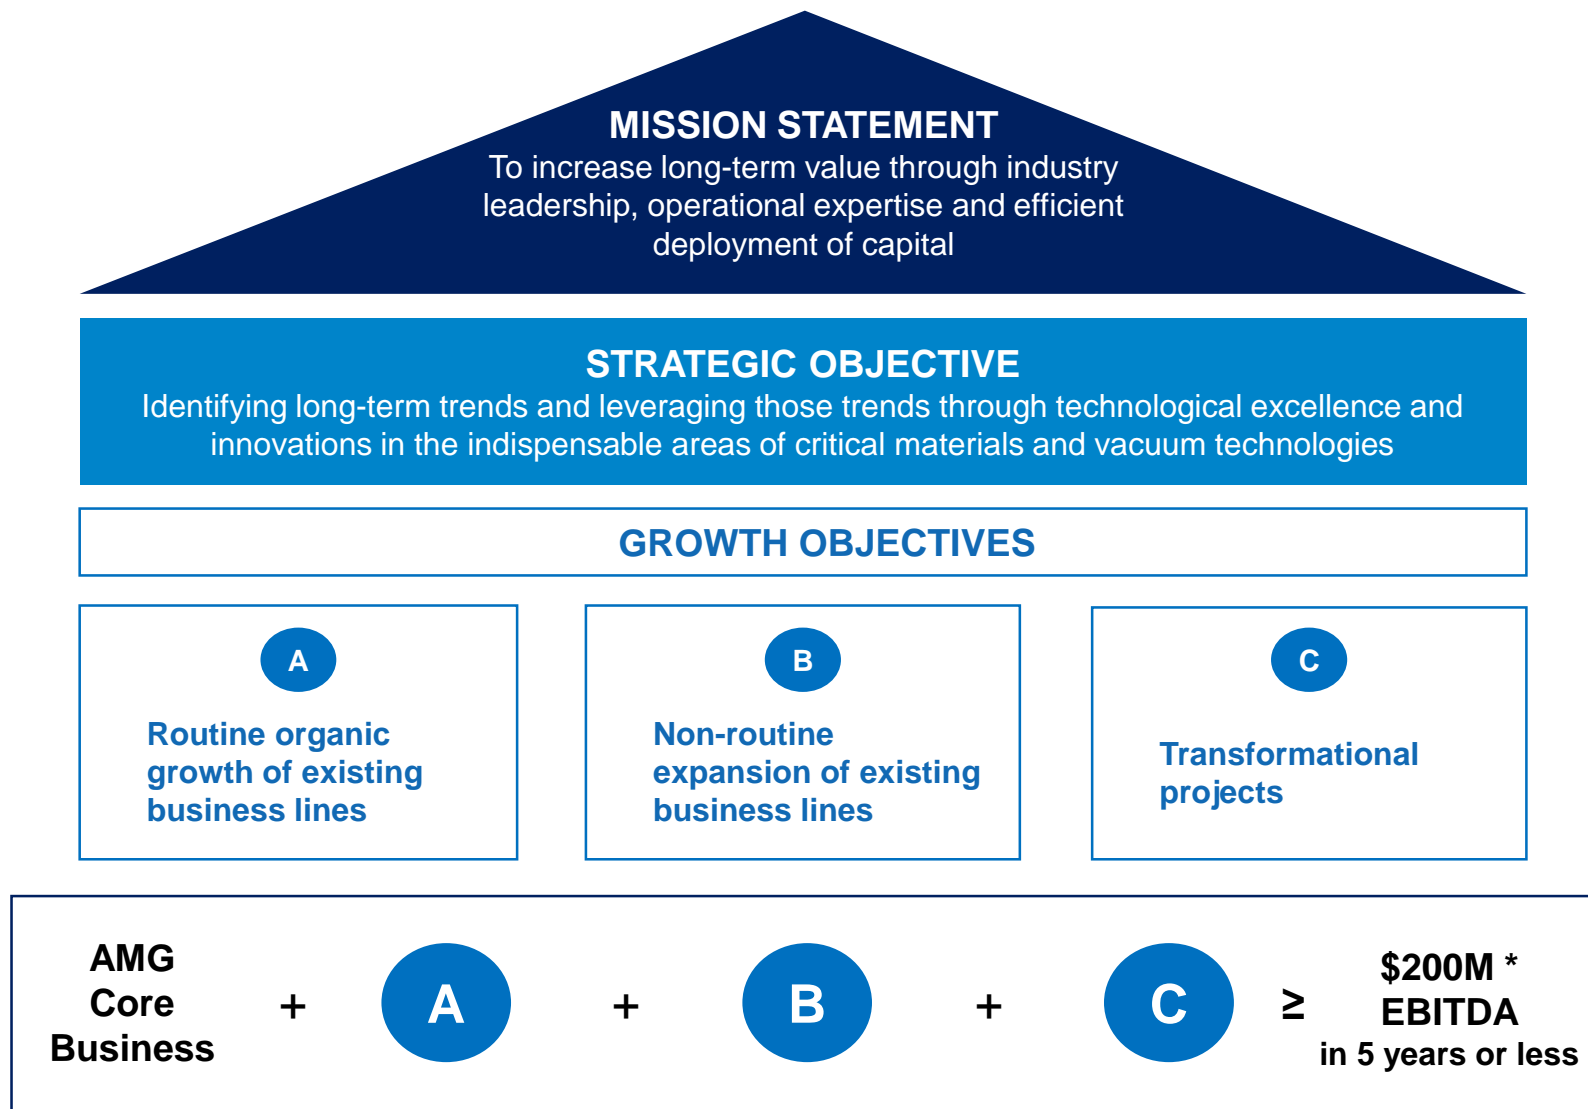 MISSION STATEMENT
To increase long-term value through industry
leadership, operational expertise and efficient
deployment of capital
STRATEGIC OBJECTIVE
Identifying long-term trends and leveraging those trends through technological excellence and
innovations in the indispensable areas of critical materials and vacuum technologies
GROWTH OBJECTIVES
A
Routine organic
growth of existing
business lines
B
Non-routine
expansion of existing
business lines
C
Transformational
projects
AMG
Core
Business
+
A
+
B
+
C
≥
$200M *
EBITDA
in 5 years or less